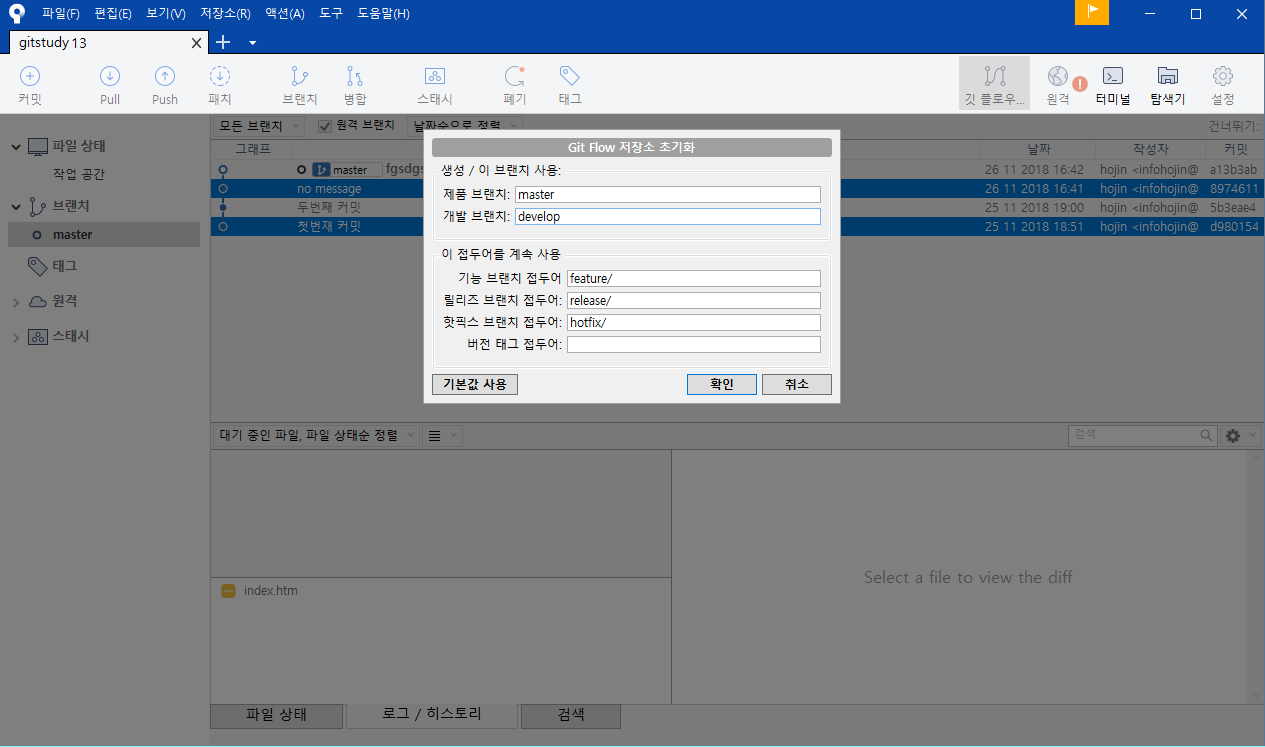 파일(F) 편집(E) 보기(V) 저장소(R) 액션(A) 도구 도움말(H)
gitstudy13
커밋 Pull Push 패치 브랜치 병합 스태시 폐기 태그 깃 플로우... 원격 터미널 탐색기 설정
모든 브랜치 원격 브랜치 날짜순으로 정렬 건너뛰기:
그래프 날짜 작성자 커밋
파일 상태
작업 공간
브랜치
master
태그
원격
스태시
master fgsdgs 26 11 2018 16:42 hojin <infohojin@ a13b3ab
no message 26 11 2018 16:41 hojin <infohojin@ 8974611
두번째 커밋 25 11 2018 19:00 hojin <infohojin@ 5b3eae4
첫번재 커밋 25 11 2018 18:51 hojin <infohojin@ d980154
Git Flow 저장소 초기화
생성 / 이 브랜치 사용:
제품 브랜치: master
개발 브랜치: develop
이 접두어를 계속 사용
기능 브랜치 접두어 feature/
릴리즈 브랜치 접두어: release/
핫픽스 브랜치 접두어: hotfix/
버전 태그 접두어:
기본값 사용 확인 취소
대기 중인 파일, 파일 상태순 정렬 검색
index.htm
Select a file to view the diff
파일 상태 로그 / 히스토리 검색